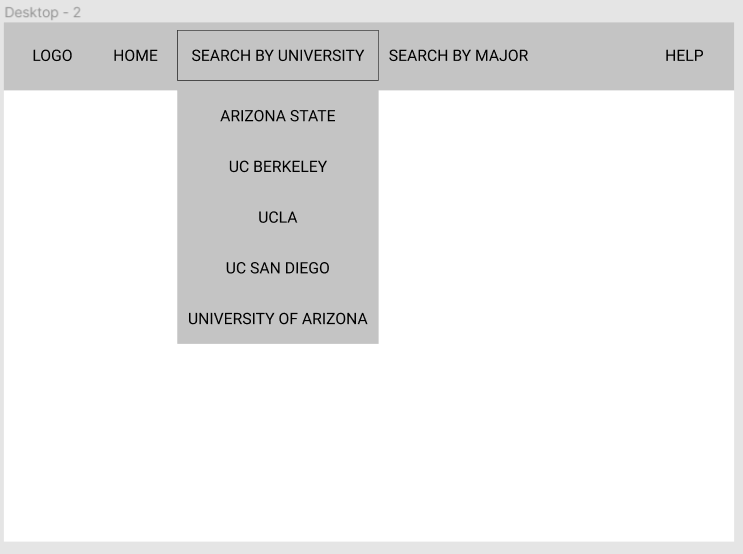 Desktop - 2
LOGO HOME SEARCH BY UNIVERSITY SEARCH BY MAJOR HELP
ARIZONA STATE
UC BERKELEY
UCLA
UC SAN DIEGO
UNIVERSITY OF ARIZONA